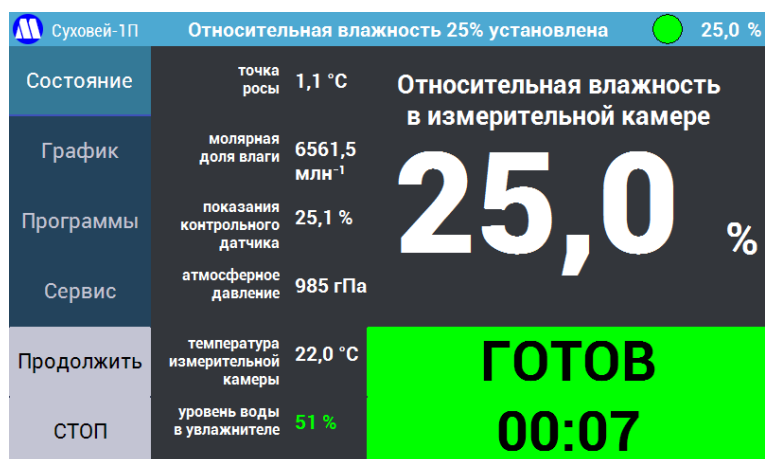 Суховей-1П
Относительная влажность 25% установлена
25,0 %
Состояние
График
Программы
Сервис
Продолжить
СТОП
точка
росы
1,1 °C
молярная
доля влаги
6561,5
млн⁻¹
показания
контрольного
датчика
25,1 %
атмосферное
давление
985 гПа
температура
измерительной
камеры
22,0 °C
уровень воды
в увлажнителе
51 %
Относительная влажность
в измерительной камере
25,0 %
ГОТОВ
00:07